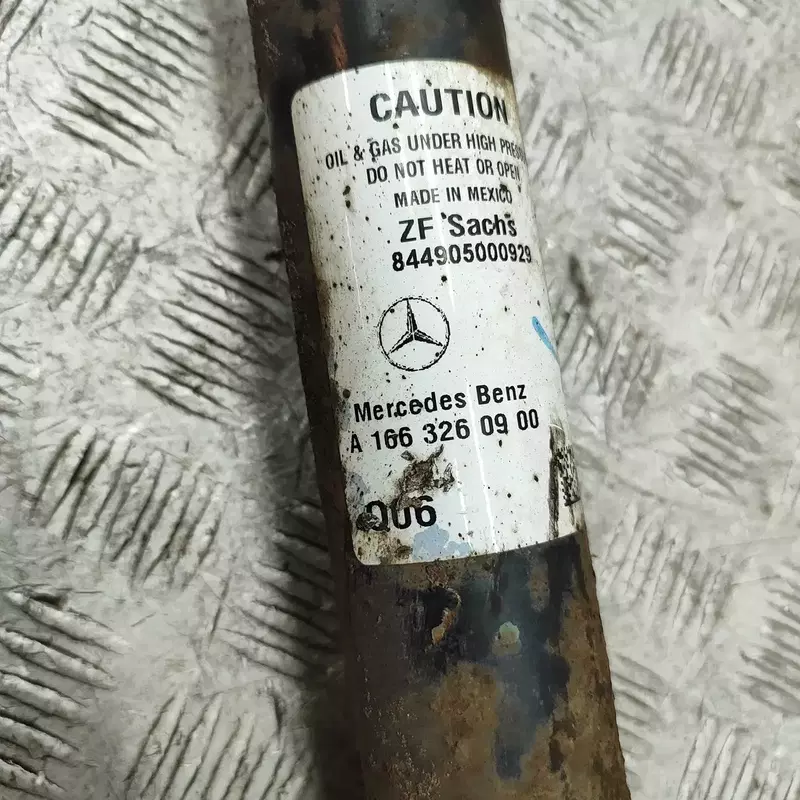 CAUTION
OIL & GAS UNDER HIGH
DO NOT HEAT OR OPEN
MADE IN MEXICO
ZF Sachs
844905000929
Mercedes Benz
A 166 326 09 00
006